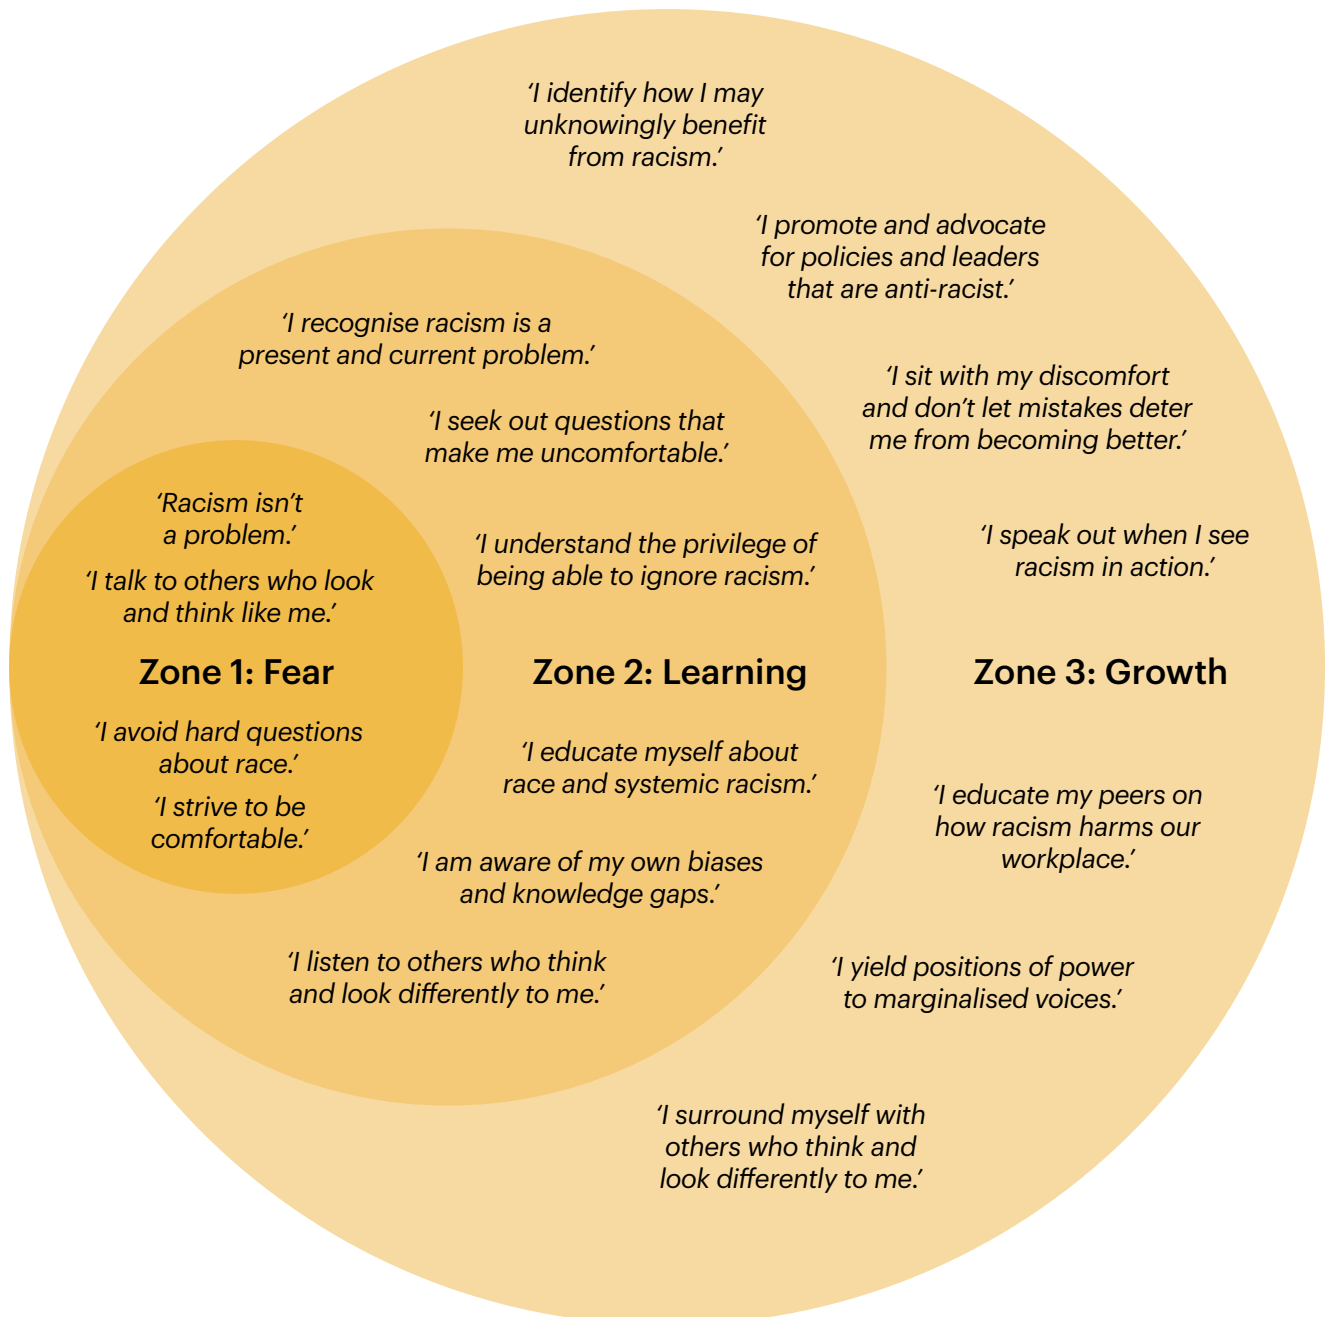 ‘I identify how I may
unknowingly benefit
from racism.’
‘I promote and advocate
for policies and leaders
that are anti-racist.’
‘I recognise racism is a
present and current problem.’
‘I sit with my discomfort
and don’t let mistakes deter
me from becoming better.’
‘I seek out questions that
make me uncomfortable.’
‘Racism isn’t
a problem.’
‘I understand the privilege of
being able to ignore racism.’
‘I speak out when I see
racism in action.’
‘I talk to others who look
and think like me.’
Zone 1: Fear
Zone 2: Learning
Zone 3: Growth
‘I avoid hard questions
about race.’
‘I educate myself about
race and systemic racism.’
‘I educate my peers on
how racism harms our
workplace.’
‘I strive to be
comfortable.’
‘I am aware of my own biases
and knowledge gaps.’
‘I listen to others who think
and look differently to me.’
‘I yield positions of power
to marginalised voices.’
‘I surround myself with
others who think and
look differently to me.’